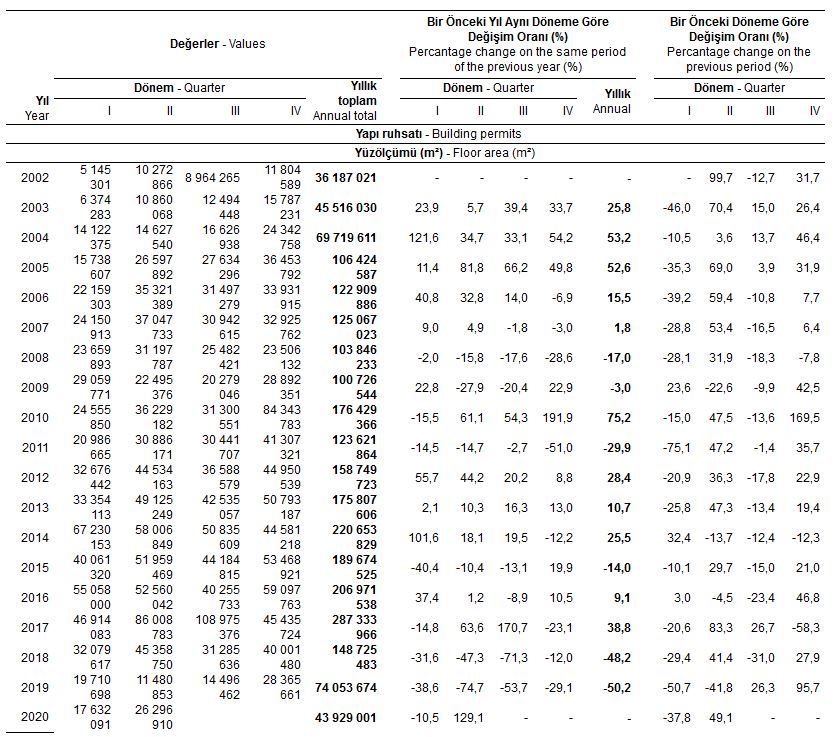 Değerler - Values
Bir Önceki Yıl Aynı Döneme Göre
Değişim Oranı (%)
Percentage change on the same period
of the previous year (%)
Bir Önceki Döneme Göre
Değişim Oranı (%)
Percentage change on the
previous period (%)
Yıl
Year
Dönem - Quarter
Yıllık
toplam
Annual total
Dönem - Quarter
Yıllık
Annual
Dönem - Quarter
I II III IV I II III IV I II III IV
Yapı ruhsatı - Building permits
Yüzölçümü (m²) - Floor area (m²)
2002 5 145 301 10 272 866 8 964 265 11 804 589 36 187 021 - - - - - - 99,7 -12,7 31,7
2003 6 374 283 10 860 068 12 494 448 15 787 231 45 516 030 23,9 5,7 39,4 33,7 25,8 -46,0 70,4 15,0 26,4
2004 14 122 375 14 627 540 16 626 938 24 342 758 69 719 611 121,6 34,7 33,1 54,2 53,2 -10,5 3,6 13,7 46,4
2005 15 738 607 26 597 892 27 634 296 36 453 792 106 424 587 11,4 81,8 66,2 49,8 52,6 -35,3 69,0 3,9 31,9
2006 22 159 303 35 321 389 31 497 279 33 931 915 122 909 886 40,8 32,8 14,0 -6,9 15,5 -39,2 59,4 -10,8 7,7
2007 24 150 913 37 047 733 30 942 615 32 925 762 125 067 023 9,0 4,9 -1,8 -3,0 1,8 -28,8 53,4 -16,5 6,4
2008 23 659 893 31 197 787 25 482 421 23 506 132 103 846 233 -2,0 -15,8 -17,6 -28,6 -17,0 -28,1 31,9 -18,3 -7,8
2009 29 059 771 22 495 376 20 279 046 28 892 351 100 726 544 22,8 -27,9 -20,4 22,9 -3,0 23,6 -22,6 -9,9 42,5
2010 24 555 850 36 229 182 31 300 551 84 343 783 176 429 366 -15,5 61,1 54,3 191,9 75,2 -15,0 47,5 -13,6 169,5
2011 20 986 665 30 886 171 30 441 707 41 307 321 123 621 864 -14,5 -14,7 -2,7 -51,0 -29,9 -75,1 47,2 -1,4 35,7
2012 32 676 442 44 534 163 36 588 579 44 950 539 158 749 723 55,7 44,2 20,2 8,8 28,4 -20,9 36,3 -17,8 22,9
2013 33 354 113 49 125 249 42 535 057 50 793 187 175 807 606 2,1 10,3 16,3 13,0 10,7 -25,8 47,3 -13,4 19,4
2014 67 230 153 58 006 849 50 835 609 44 581 218 220 653 829 101,6 18,1 19,5 -12,2 25,5 32,4 -13,7 -12,4 -12,3
2015 40 061 320 51 959 469 44 184 815 53 468 921 189 674 525 -40,4 -10,4 -13,1 19,9 -14,0 -10,1 29,7 -15,0 21,0
2016 55 058 000 52 560 042 40 255 733 59 097 763 206 971 538 37,4 1,2 -8,9 10,5 9,1 3,0 -4,5 -23,4 46,8
2017 46 914 083 86 008 783 108 975 376 45 435 724 287 333 966 -14,8 63,6 170,7 -23,1 38,8 -20,6 83,3 26,7 -58,3
2018 32 079 617 45 358 750 31 285 636 40 001 480 148 725 483 -31,6 -47,3 -71,3 -12,0 -48,2 -29,4 41,4 -31,0 27,9
2019 19 710 698 11 480 853 14 496 462 28 365 661 74 053 674 -38,6 -74,7 -53,7 -29,1 -50,2 -50,7 -41,8 26,3 95,7
2020 17 632 091 26 296 910 43 929 001 -10,5 129,1 - - - -37,8 49,1 - -